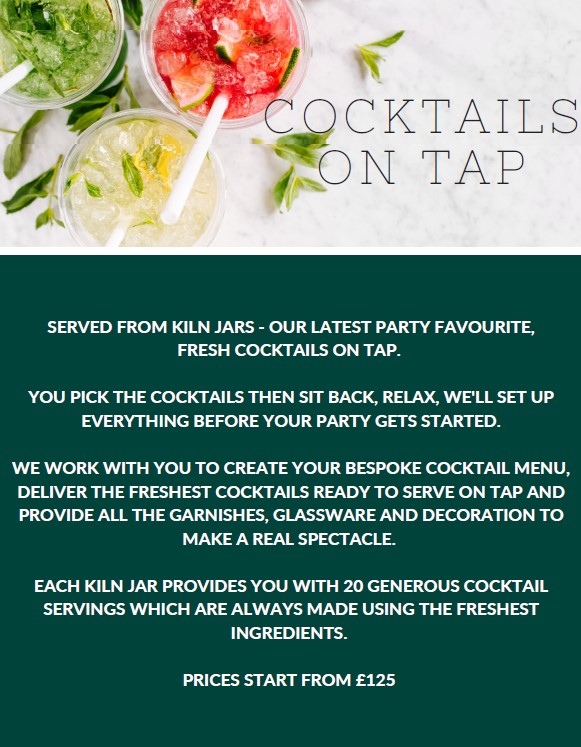 COCKTAILS
ON TAP
SERVED FROM KILN JARS - OUR LATEST PARTY FAVOURITE,
FRESH COCKTAILS ON TAP.
YOU PICK THE COCKTAILS THEN SIT BACK, RELAX, WE'LL SET UP
EVERYTHING BEFORE YOUR PARTY GETS STARTED.
WE WORK WITH YOU TO CREATE YOUR BESPOKE COCKTAIL MENU,
DELIVER THE FRESHEST COCKTAILS READY TO SERVE ON TAP AND
PROVIDE ALL THE GARNISHES, GLASSWARE AND DECORATION TO
MAKE A REAL SPECTACLE.
EACH KILN JAR PROVIDES YOU WITH 20 GENEROUS COCKTAIL
SERVINGS WHICH ARE ALWAYS MADE USING THE FRESHEST
INGREDIENTS.
PRICES START FROM £125